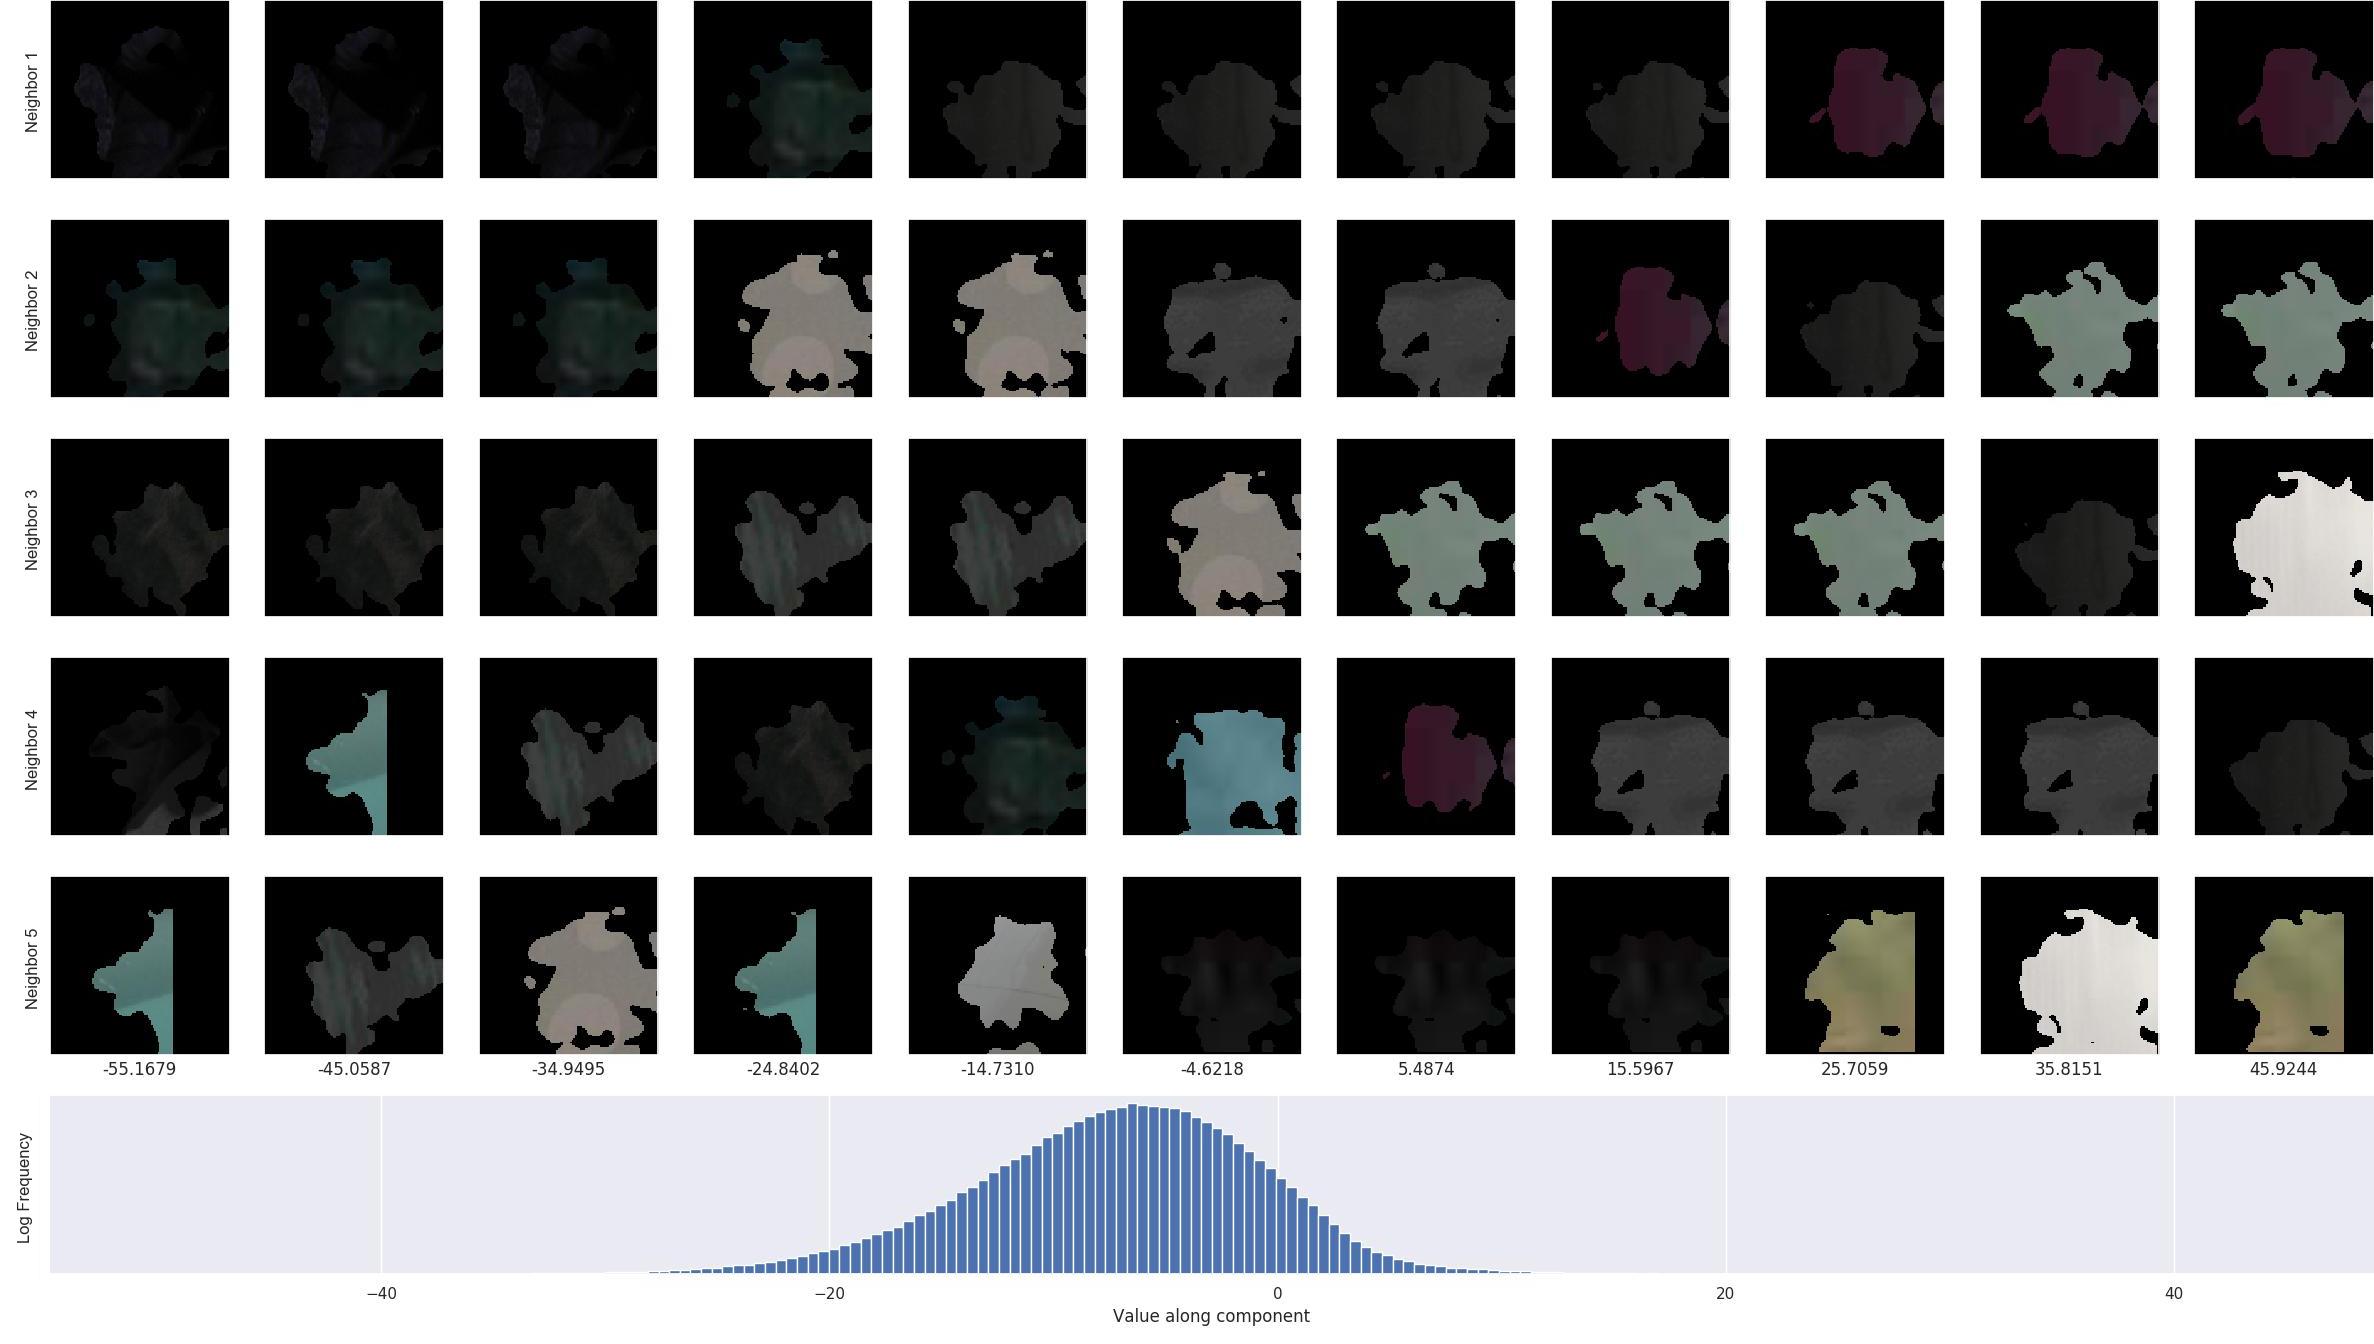 Neighbor 1
Neighbor 2
Neighbor 3
Neighbor 4
Neighbor 5
-55.1679 -45.0587 -34.9495 -24.8402 -14.7310 -4.6218 5.4874 15.5967 25.7059 35.8151 45.9244
Log Frequency
−40 −20 0 20 40
Value along component